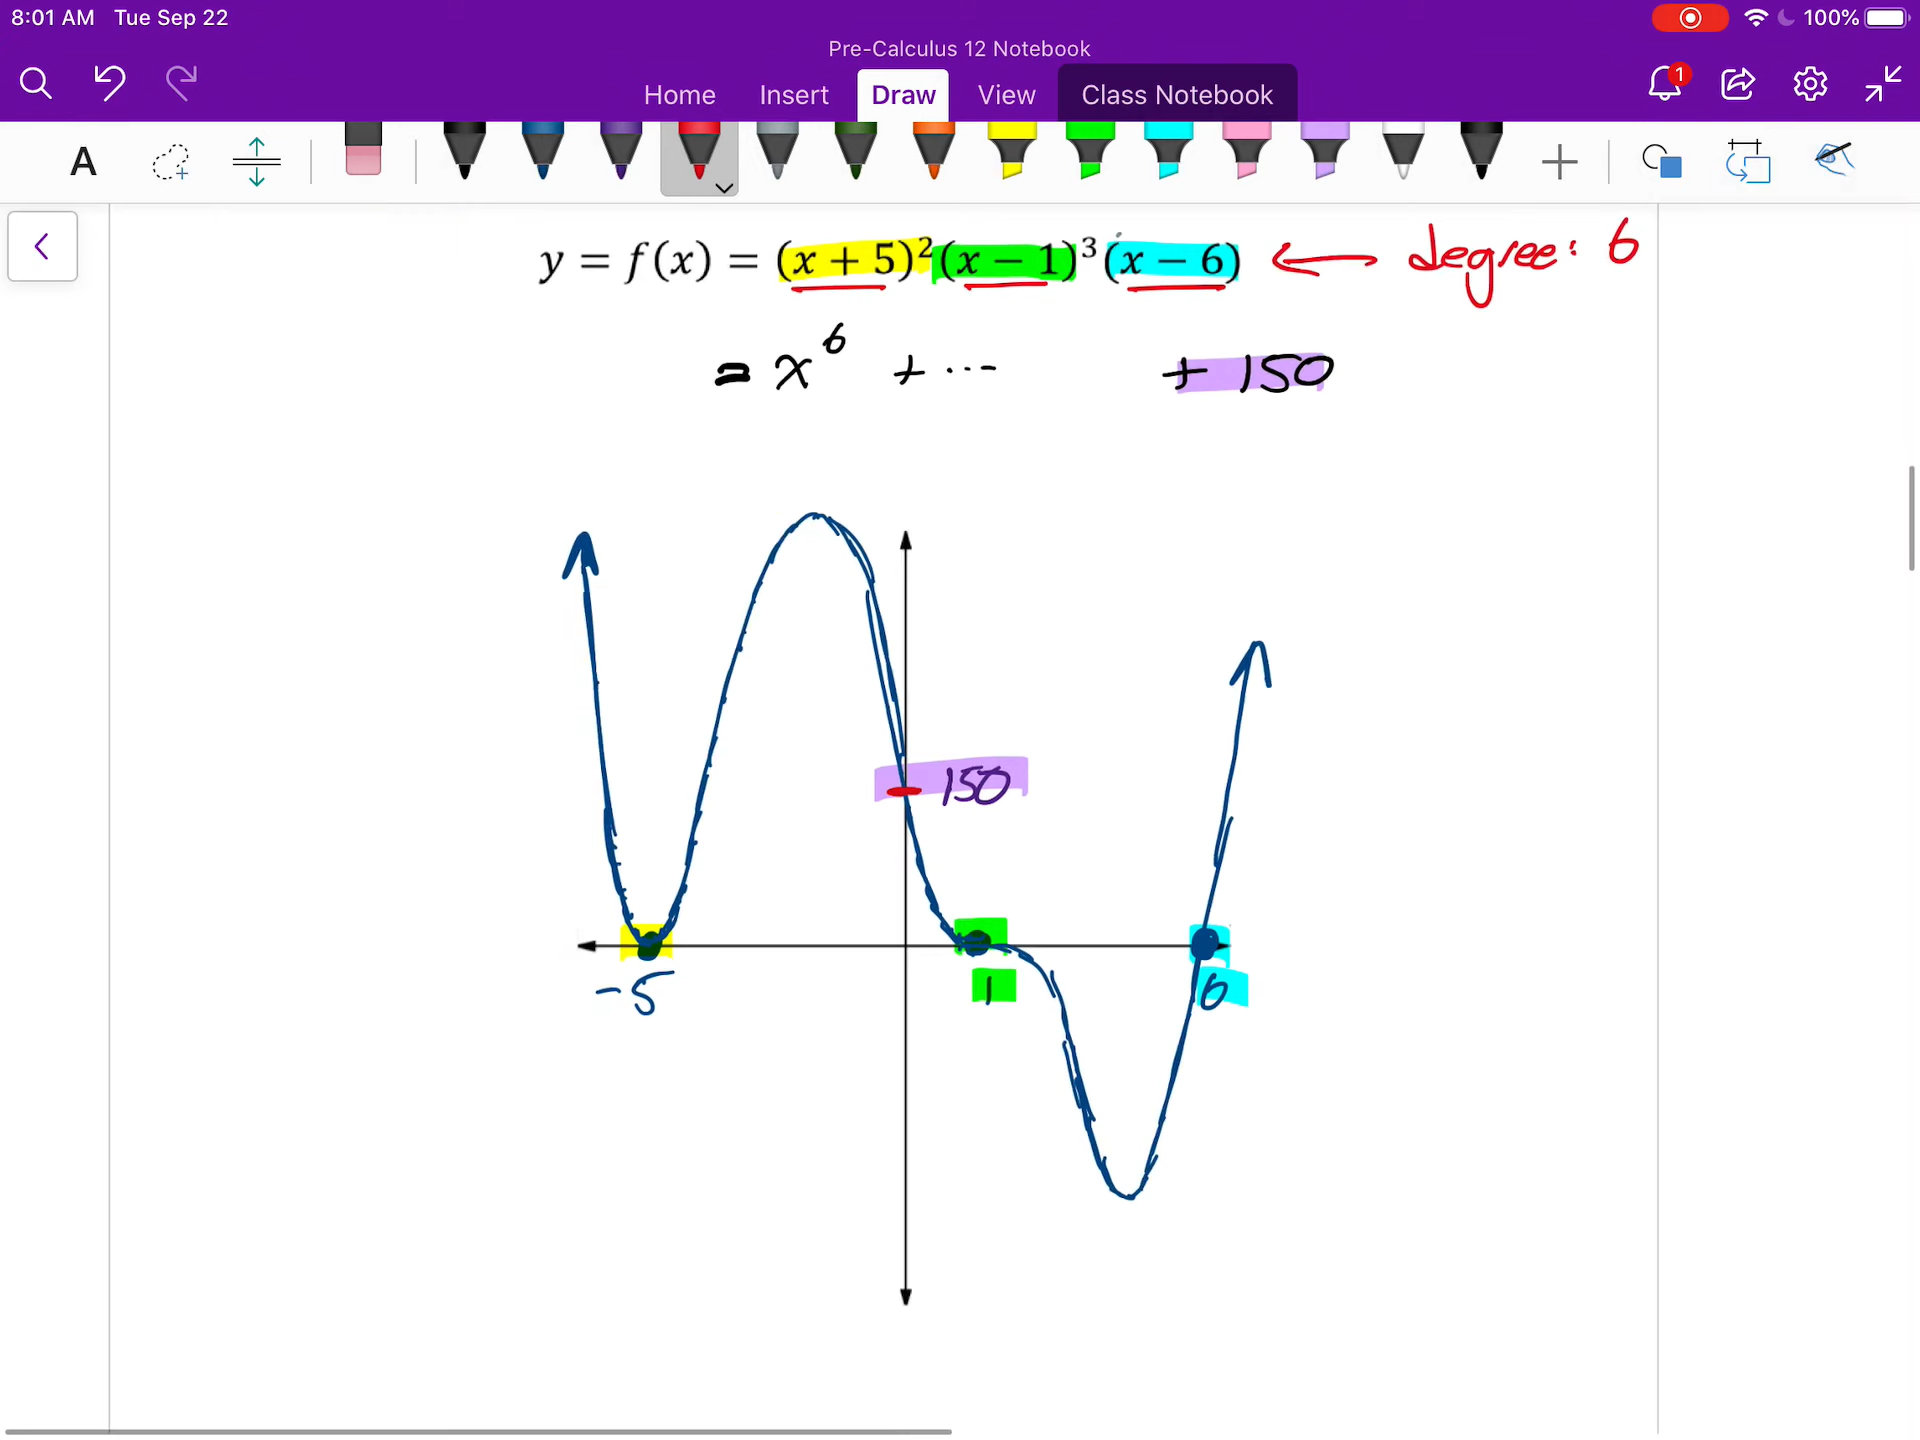 8:01 AM Tue Sep 22
100%
Pre-Calculus 12 Notebook
Home Insert Draw View Class Notebook
1
A
y = f(x) = (x + 5)²(x − 1)³(x − 6) ← degree: 6
= x⁶ + ··· + 150
150
-5 1 6